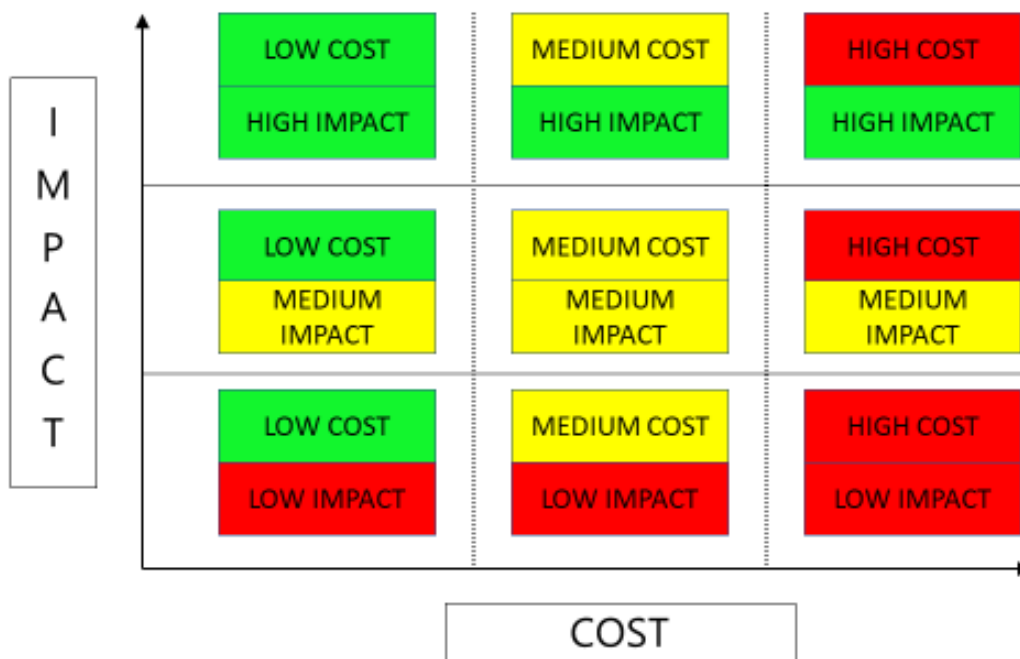 I
M
P
A
C
T
LOW COST
HIGH IMPACT
MEDIUM COST
HIGH IMPACT
HIGH COST
HIGH IMPACT
LOW COST
MEDIUM
IMPACT
MEDIUM COST
MEDIUM
IMPACT
HIGH COST
MEDIUM
IMPACT
LOW COST
LOW IMPACT
MEDIUM COST
LOW IMPACT
HIGH COST
LOW IMPACT
COST